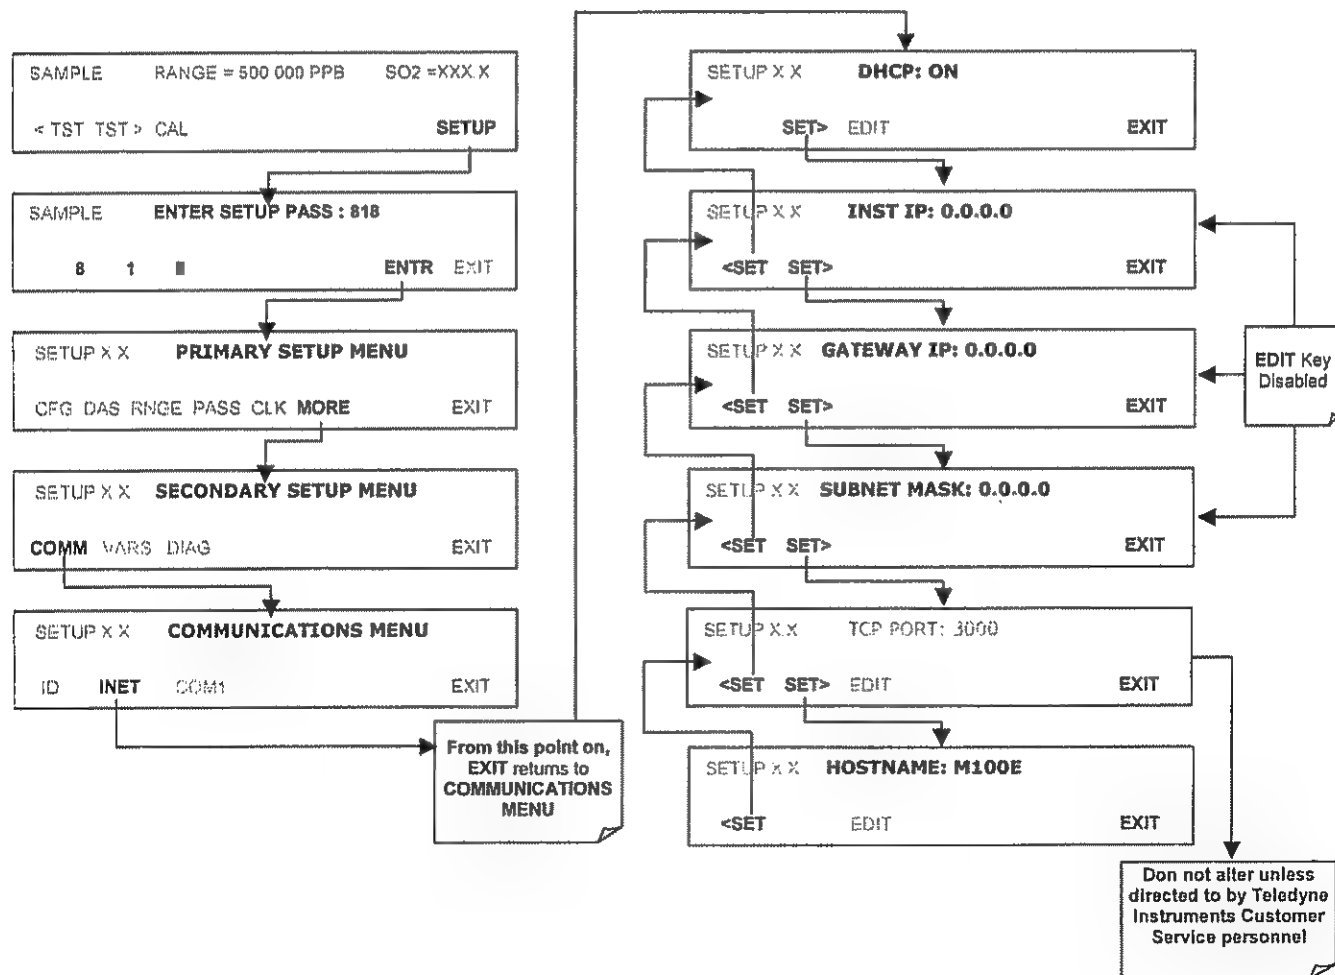 SAMPLE RANGE = 500 000 PPB SO2 =XXX.X
< TST TST > CAL SETUP
SAMPLE ENTER SETUP PASS : 818
8 1 ENTR EXIT
SETUP X X PRIMARY SETUP MENU
CFG DAS RNGE PASS CLK MORE EXIT
SETUP X X SECONDARY SETUP MENU
COMM VARS DIAG EXIT
SETUP X X COMMUNICATIONS MENU
ID INET COM1 EXIT
From this point on,
EXIT returns to
COMMUNICATIONS
MENU
SETUP X X DHCP: ON
SET> EDIT EXIT
SETUP X X INST IP: 0.0.0.0
<SET SET> EXIT
SETUP X X GATEWAY IP: 0.0.0.0
<SET SET> EXIT
EDIT Key
Disabled
SETUP X X SUBNET MASK: 0.0.0.0
<SET SET> EXIT
SETUP X.X TCP PORT: 3000
<SET SET> EDIT EXIT
SETUP X X HOSTNAME: M100E
<SET EDIT EXIT
Don not alter unless
directed to by Teledyne
Instruments Customer
Service personnel